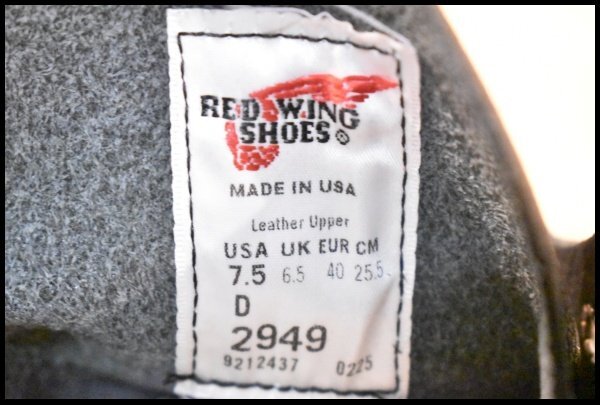 RED WING
SHOES ®
MADE IN USA
Leather Upper
USA UK EUR CM
7.5 6.5 40 25.5
D
2949
9212437 0225